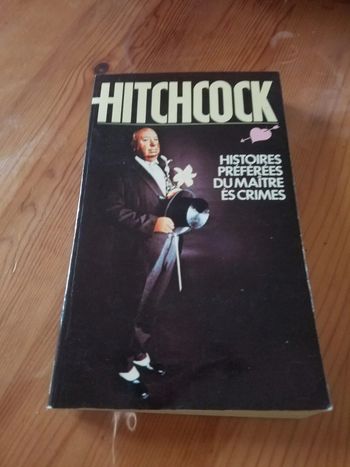 HITCHCOCK
HISTOIRES
PRÉFÉRÉES
DU MAÎTRE
ÈS CRIMES